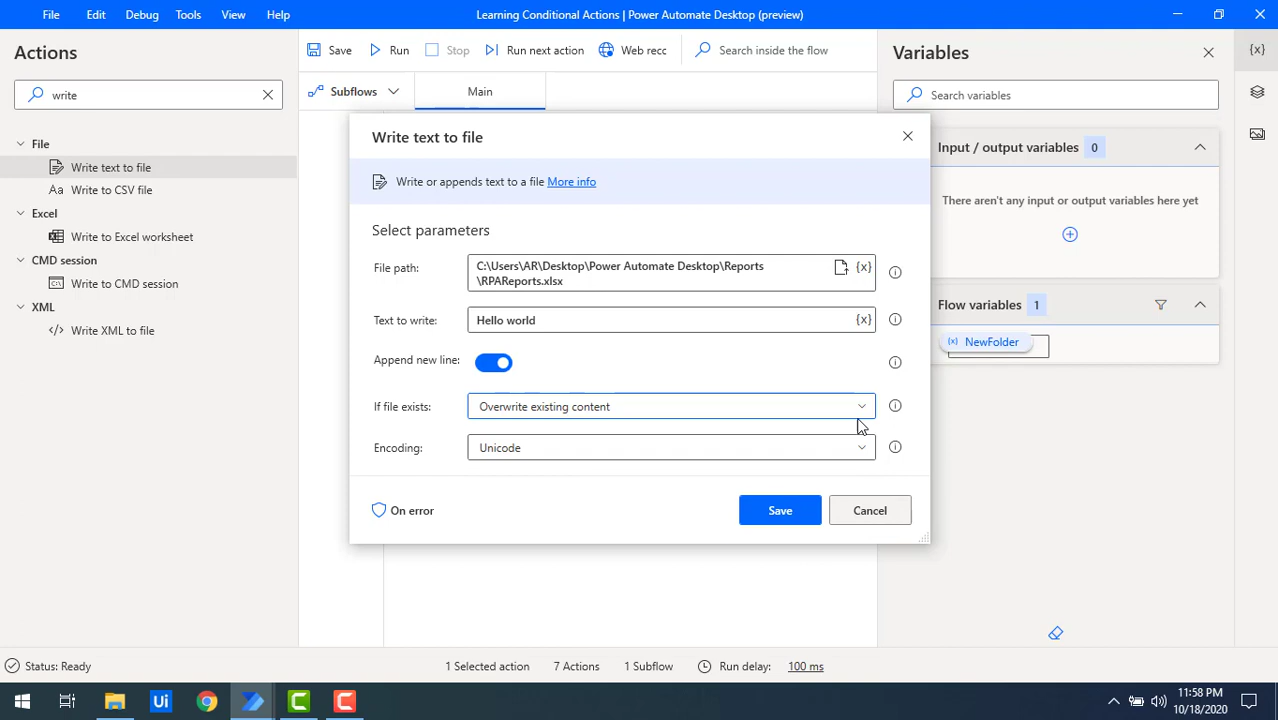 File Edit Debug Tools View Help
Learning Conditional Actions | Power Automate Desktop (preview)
Actions
write
File
Write text to file
Write to CSV file
Excel
Write to Excel worksheet
CMD session
Write to CMD session
XML
Write XML to file
Save Run Stop Run next action Web recc Search inside the flow
Subflows Main
Write text to file
Write or appends text to a file More info
Select parameters
File path: C:\Users\AR\Desktop\Power Automate Desktop\Reports
\RPAReports.xlsx
Text to write: Hello world
Append new line:
If file exists: Overwrite existing content
Encoding: Unicode
On error Save Cancel
Variables {x}
Search variables
Input / output variables 0
There aren't any input or output variables here yet
Flow variables 1
NewFolder
Status: Ready 1 Selected action 7 Actions 1 Subflow Run delay: 100 ms
Ui
11:58 PM
10/18/2020